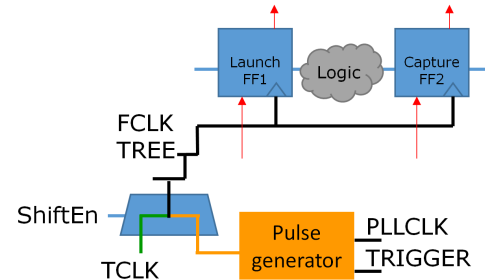 Launch
FF1
Logic
Capture
FF2
FCLK
TREE
ShiftEn
TCLK
Pulse
generator
PLLCLK
TRIGGER